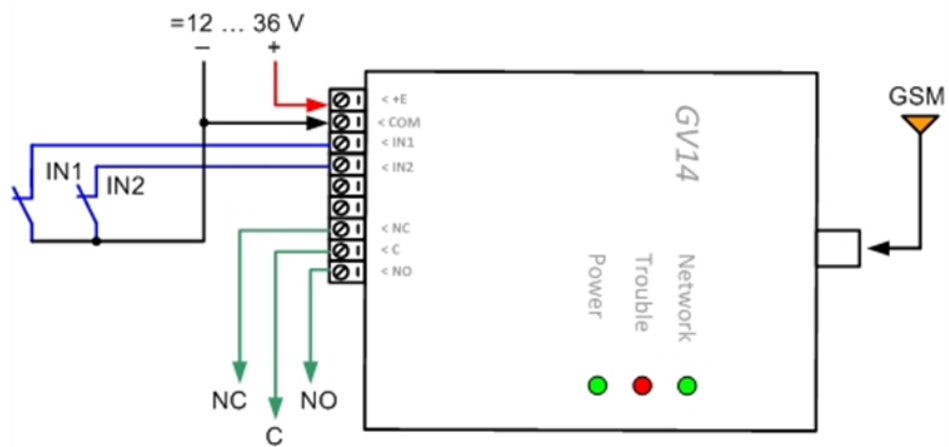 =12 ... 36 V
– +
GSM
< +E
< COM
< IN1
< IN2
IN1
IN2
GV14
< NC
< C
< NO
Power
Trouble
Network
NC
NO
C